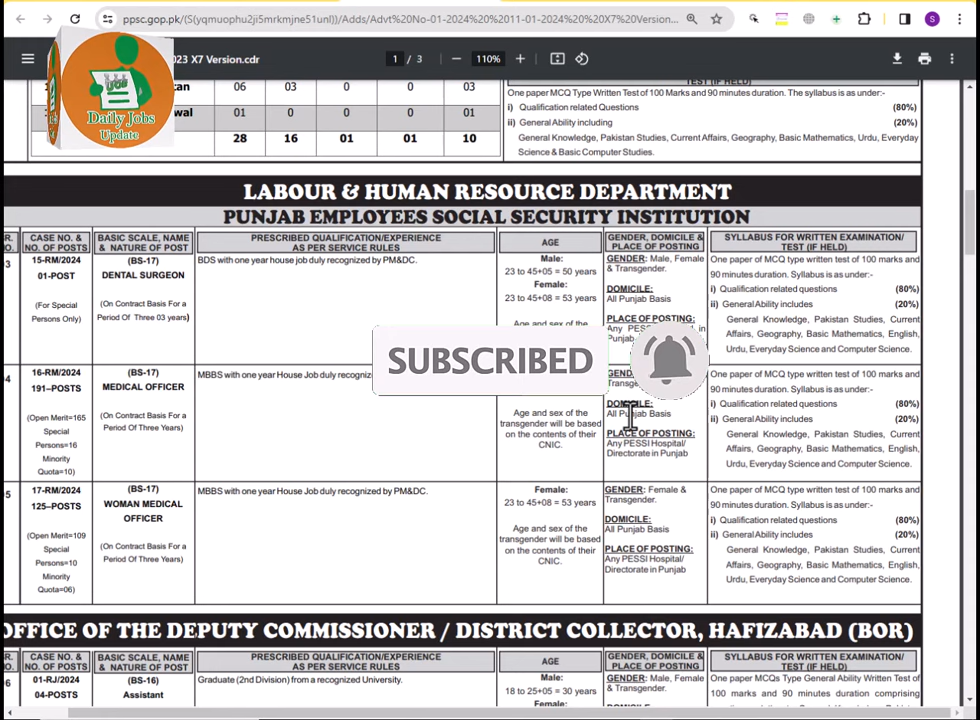 ppsc.gop.pk/(S(yqmuophu2ji5mrkmjne51unl))/Adds/Advt%20No-01-2024%20%2011-01-2024%20%20X7%20Version...
023 X7 Version.cdr
1 / 3
110%
JOB
Daily Jobs
Update
tan 06 03 0 0 03
wal 01 0 0 0 01
28 16 01 01 10
TEST (IF HELD)
One paper MCQ Type Written Test of 100 Marks and 90 minutes duration. The syllabus is as under:-
i) Qualification related Questions (80%)
ii) General Ability including (20%)
General Knowledge, Pakistan Studies, Current Affairs, Geography, Basic Mathematics, Urdu, Everyday
Science & Basic Computer Studies.
LABOUR & HUMAN RESOURCE DEPARTMENT
PUNJAB EMPLOYEES SOCIAL SECURITY INSTITUTION
R. CASE NO. & BASIC SCALE, NAME PRESCRIBED QUALIFICATION/EXPERIENCE AGE GENDER, DOMICILE & SYLLABUS FOR WRITTEN EXAMINATION/
O. NO. OF POSTS & NATURE OF POST AS PER SERVICE RULES PLACE OF POSTING TEST (IF HELD)
3
15-RM/2024
01-POST
(For Special
Persons Only)
(BS-17)
DENTAL SURGEON
(On Contract Basis For a
Period Of Three 03 years)
BDS with one year house job duly recognized by PM&DC.
Male:
23 to 45+05 = 50 years
Female:
23 to 45+08 = 53 years
Age and sex of the
GENDER: Male, Female
& Transgender.
DOMICILE:
All Punjab Basis
PLACE OF POSTING:
Any PESSI
Punjab
One paper of MCQ type written test of 100 marks and
90 minutes duration. Syllabus is as under:-
i) Qualification related questions (80%)
ii) General Ability includes (20%)
General Knowledge, Pakistan Studies, Current
Affairs, Geography, Basic Mathematics, English,
Urdu, Everyday Science and Computer Science.
SUBSCRIBED
4
16-RM/2024
191–POSTS
(Open Merit=165
Special
Persons=16
Minority
Quota=10)
(BS-17)
MEDICAL OFFICER
(On Contract Basis For a
Period Of Three Years)
MBBS with one year House Job duly recogniz
Age and sex of the
transgender will be based
on the contents of their
CNIC.
GEND
Transge
DOMICILE:
All Punjab Basis
PLACE OF POSTING:
Any PESSI Hospital/
Directorate in Punjab
One paper of MCQ type written test of 100 marks and
90 minutes duration. Syllabus is as under:-
i) Qualification related questions (80%)
ii) General Ability includes (20%)
General Knowledge, Pakistan Studies, Current
Affairs, Geography, Basic Mathematics, English,
Urdu, Everyday Science and Computer Science.
5
17-RM/2024
125–POSTS
(Open Merit=109
Special
Persons=10
Minority
Quota=06)
(BS-17)
WOMAN MEDICAL
OFFICER
(On Contract Basis For a
Period Of Three Years)
MBBS with one year House Job duly recognized by PM&DC.
Female:
23 to 45+08 = 53 years
Age and sex of the
transgender will be based
on the contents of their
CNIC.
GENDER: Female &
Transgender.
DOMICILE:
All Punjab Basis
PLACE OF POSTING:
Any PESSI Hospital/
Directorate in Punjab
One paper of MCQ type written test of 100 marks and
90 minutes duration. Syllabus is as under:-
i) Qualification related questions (80%)
ii) General Ability includes (20%)
General Knowledge, Pakistan Studies, Current
Affairs, Geography, Basic Mathematics, English,
Urdu, Everyday Science and Computer Science.
OFFICE OF THE DEPUTY COMMISSIONER / DISTRICT COLLECTOR, HAFIZABAD (BOR)
R. CASE NO. & BASIC SCALE, NAME PRESCRIBED QUALIFICATION/EXPERIENCE AGE GENDER, DOMICILE & SYLLABUS FOR WRITTEN EXAMINATION/
O. NO. OF POSTS & NATURE OF POST AS PER SERVICE RULES PLACE OF POSTING TEST (IF HELD)
6
01-RJ/2024
04-POSTS
(BS-16)
Assistant
Graduate (2nd Division) from a recognized University.
Male:
18 to 25+05 = 30 years
Female:
GENDER: Male, Female
& Transgender.
DOMICILE:
One paper MCQs Type General Ability Written Test of
100 marks and 90 minutes duration comprising